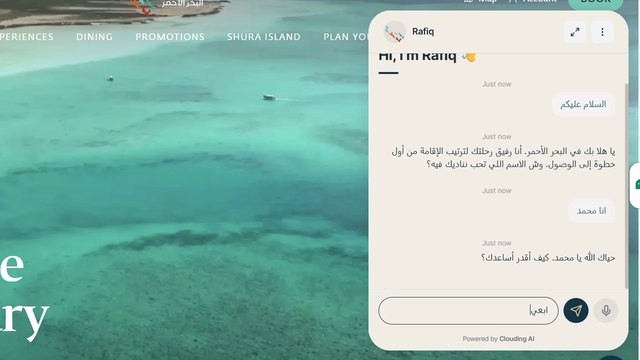 البحر الأحمر
Map
Account
BOOK
PERIENCES DINING PROMOTIONS SHURA ISLAND PLAN YOU
Rafiq
Hi, I'm Rafiq 👋
Just now
السلام عليكم
Just now
يا هلا بك في البحر الأحمر. أنا رفيق رحلتك لترتيب الإقامة من أول
خطوة إلى الوصول. وش الاسم اللي تحب نناديك فيه؟
Just now
انا محمد
Just now
حياك الله يا محمد. كيف أقدر أساعدك؟
ابغي
Powered by Clouding AI
e
ry